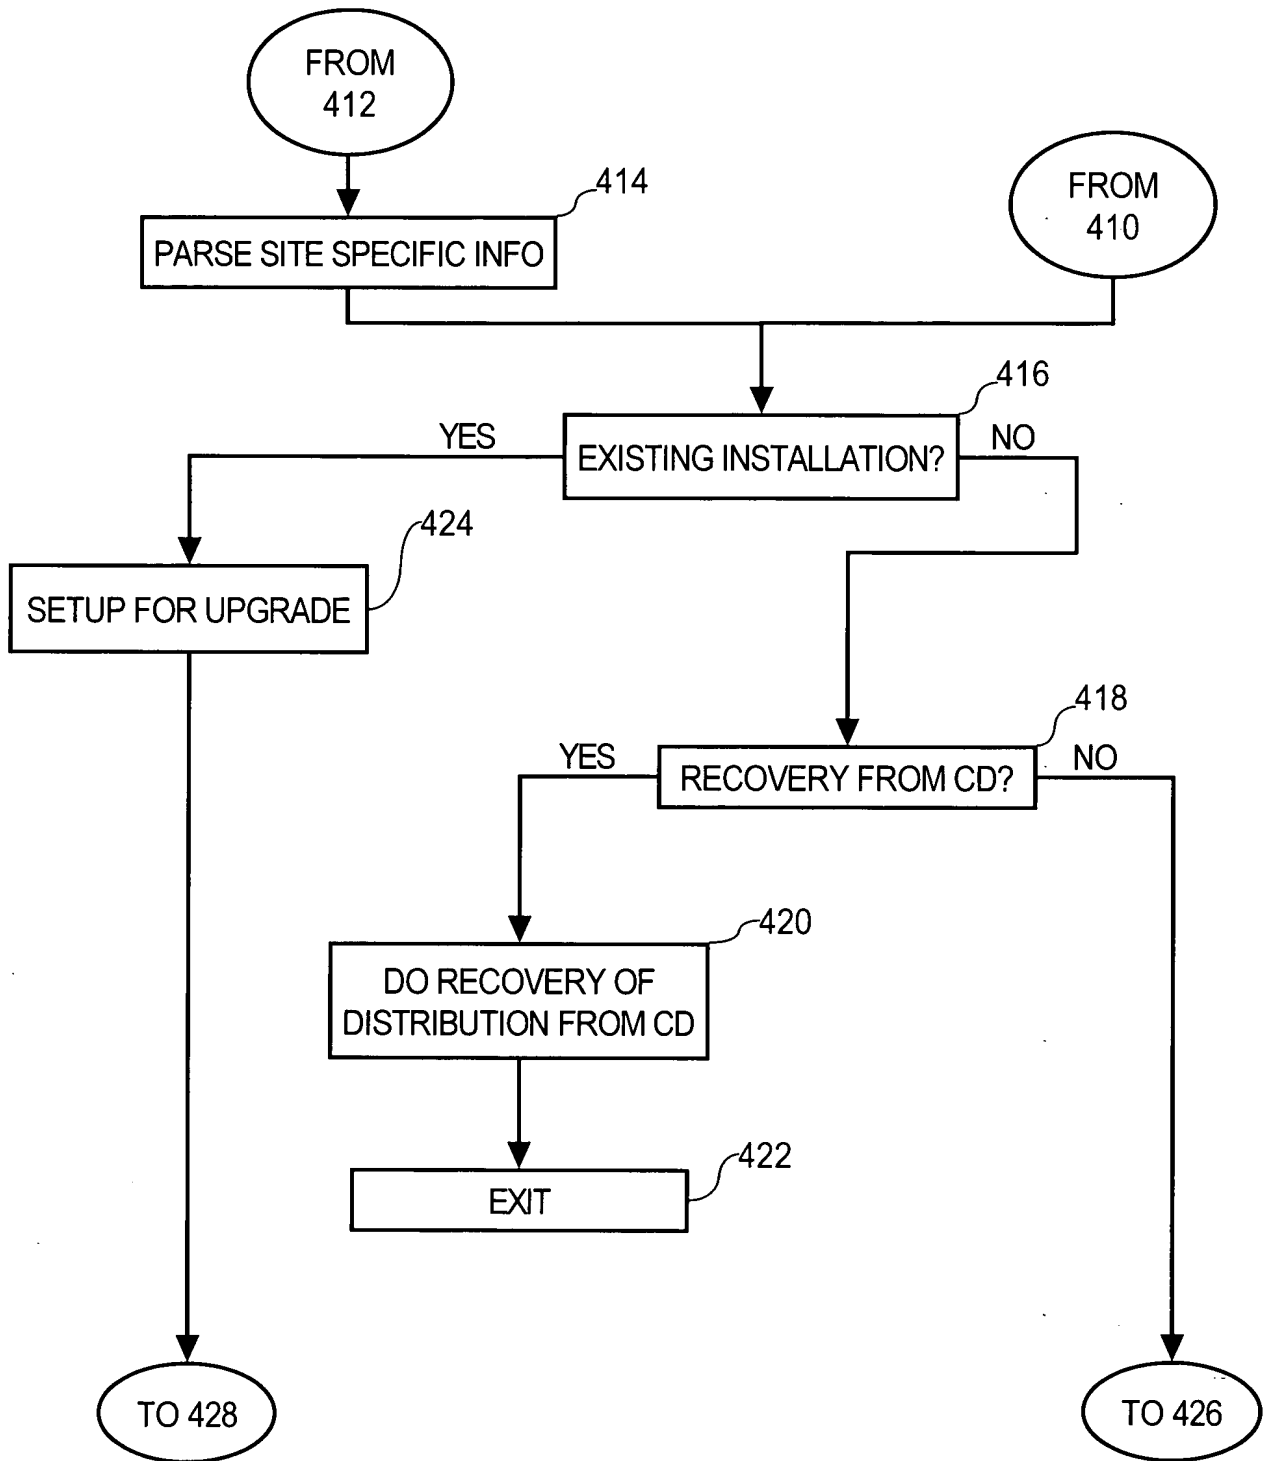 FROM
412
414
FROM
410
PARSE SITE SPECIFIC INFO
416
YES
EXISTING INSTALLATION?
NO
424
SETUP FOR UPGRADE
418
YES
RECOVERY FROM CD?
NO
420
DO RECOVERY OF
DISTRIBUTION FROM CD
422
EXIT
TO 428
TO 426